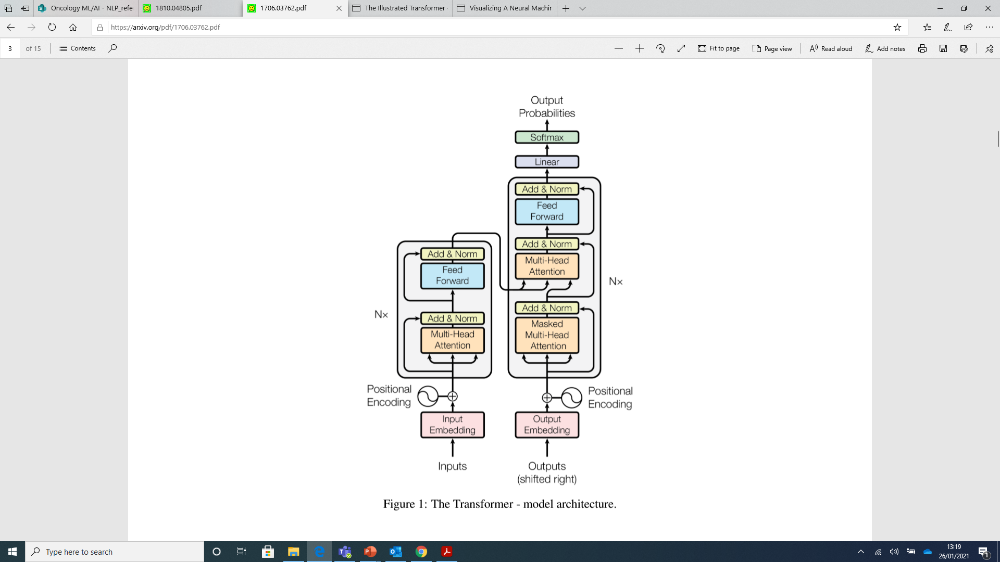 Oncology ML/AI - NLP_refe
1810.04805.pdf
1706.03762.pdf
The Illustrated Transformer
Visualizing A Neural Machin
https://arxiv.org/pdf/1706.03762.pdf
3 of 15
Contents
Fit to page
Page view
Read aloud
Add notes
Output
Probabilities
Softmax
Linear
Add & Norm
Feed
Forward
Add & Norm
Multi-Head
Attention
Nx
Add & Norm
Masked
Multi-Head
Attention
Add & Norm
Feed
Forward
Nx
Add & Norm
Multi-Head
Attention
Positional
Encoding
Positional
Encoding
Input
Embedding
Output
Embedding
Inputs
Outputs
(shifted right)
Figure 1: The Transformer - model architecture.
Type here to search
13:19
26/01/2021
1